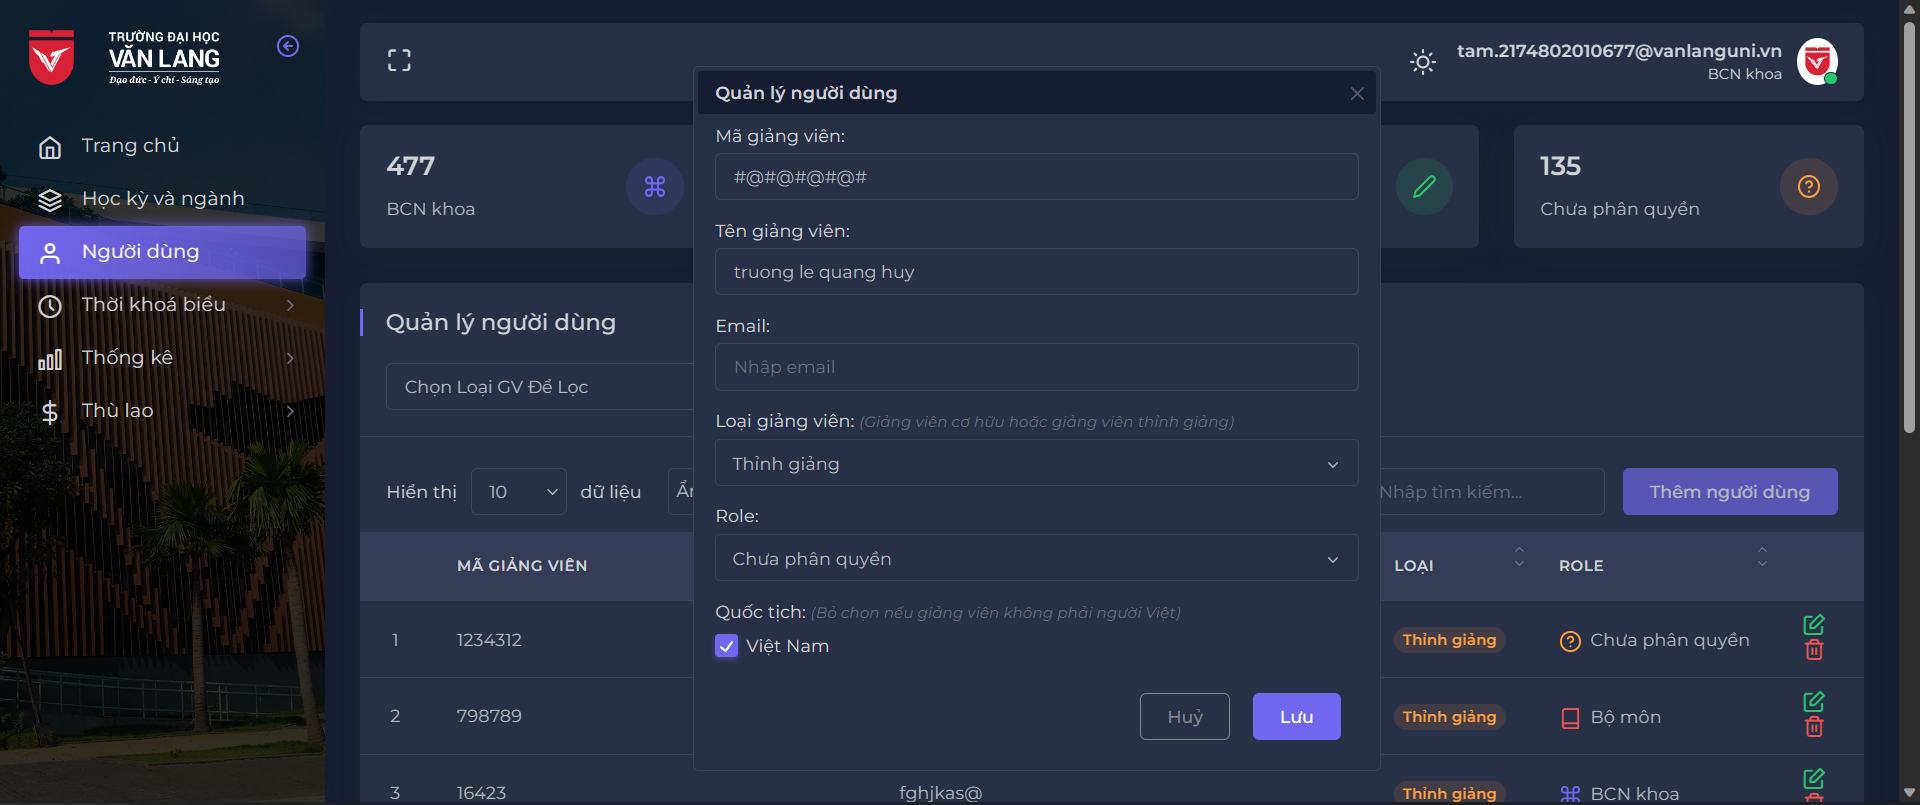 TRƯỜNG ĐẠI HỌC
VĂN LANG
Đạo đức - Ý chí - Sáng tạo
Trang chủ
Học kỳ và ngành
Người dùng
Thời khoá biểu
Thống kê
Thù lao
tam.2174802010677@vanlanguni.vn
BCN khoa
477
BCN khoa
135
Chưa phân quyền
Quản lý người dùng
Chọn Loại GV Để Lọc
Hiển thị 10 dữ liệu
Nhập tìm kiếm...
Thêm người dùng
MÃ GIẢNG VIÊN LOẠI ROLE
1 1234312 Thỉnh giảng Chưa phân quyền
2 798789 Thỉnh giảng Bộ môn
3 16423 fghjkas@ Thỉnh giảng BCN khoa
Quản lý người dùng
Mã giảng viên:
#@#@#@#@#
Tên giảng viên:
truong le quang huy
Email:
Nhập email
Loại giảng viên: (Giảng viên cơ hữu hoặc giảng viên thỉnh giảng)
Thỉnh giảng
Role:
Chưa phân quyền
Quốc tịch: (Bỏ chọn nếu giảng viên không phải người Việt)
Việt Nam
Huỷ
Lưu